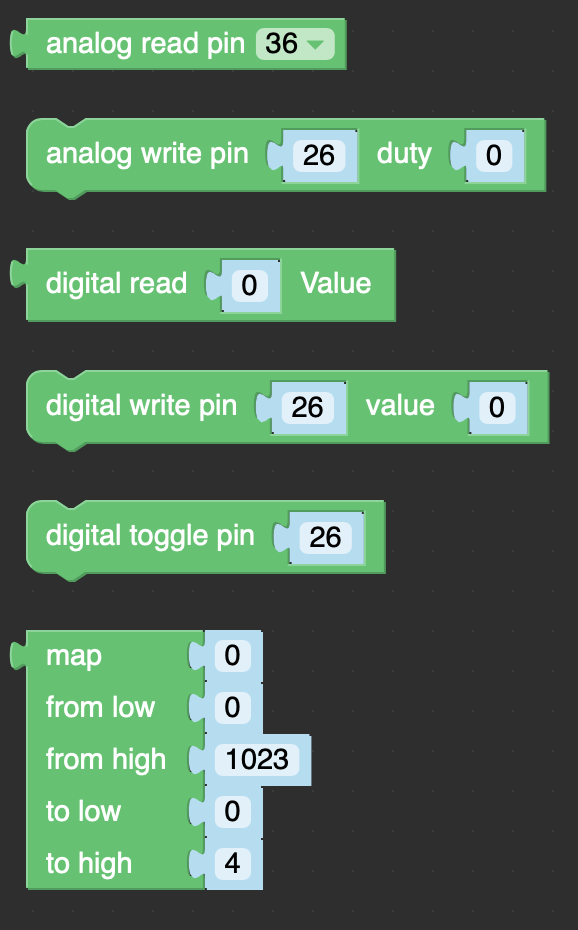 analog read pin 36
analog write pin 26 duty 0
digital read 0 Value
digital write pin 26 value 0
digital toggle pin 26
map 0
from low 0
from high 1023
to low 0
to high 4